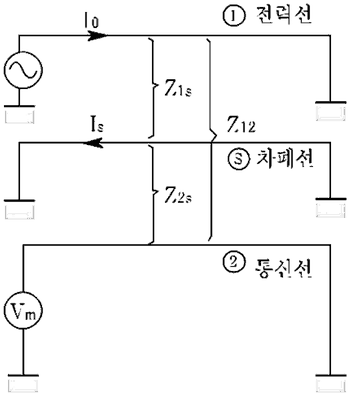 I₀
① 전력선
Z₁ₛ
Iₛ
Z₁₂
Ⓢ 차폐선
Z₂ₛ
② 통신선
Vₘ